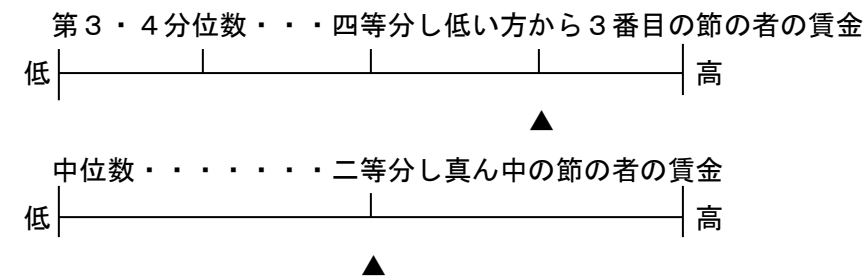 第３・４分位数・・・四等分し低い方から３番目の節の者の賃金
低 高
▲
中位数・・・・・・・二等分し真ん中の節の者の賃金
低 高
▲